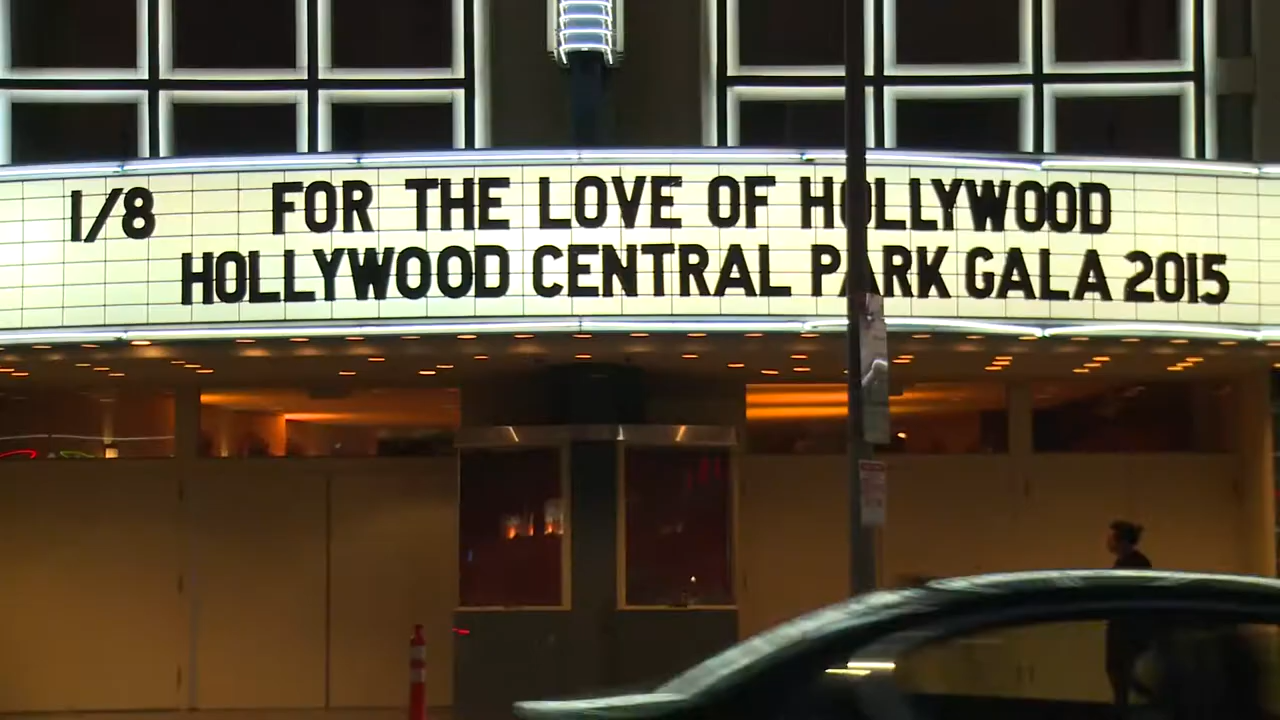 1/8 FOR THE LOVE OF HOLLYWOOD
HOLLYWOOD CENTRAL PARK GALA 2015